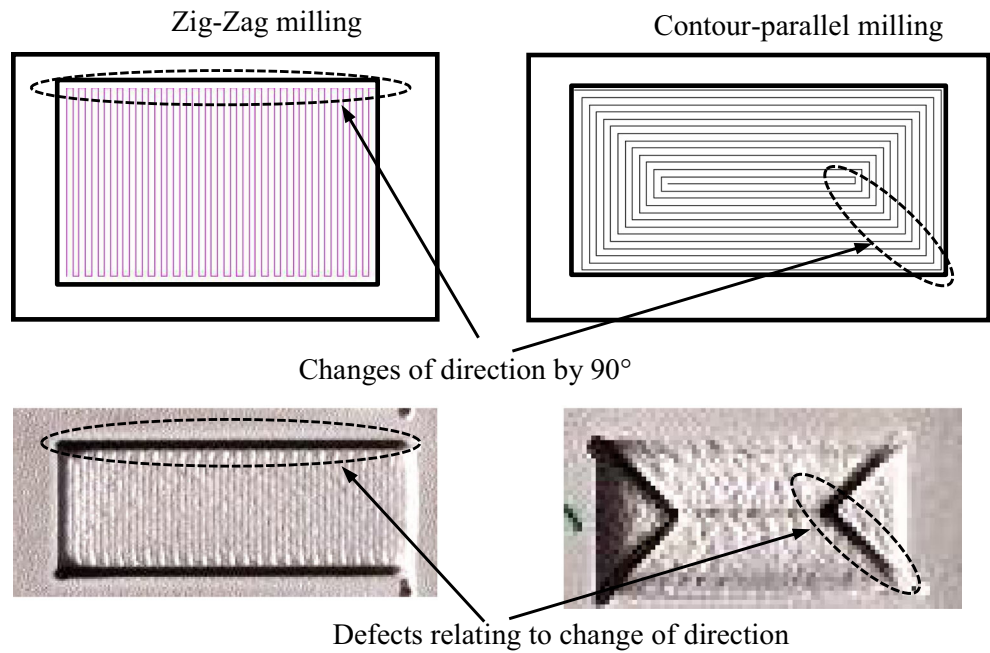 Zig-Zag milling
Contour-parallel milling
Changes of direction by 90°
Defects relating to change of direction